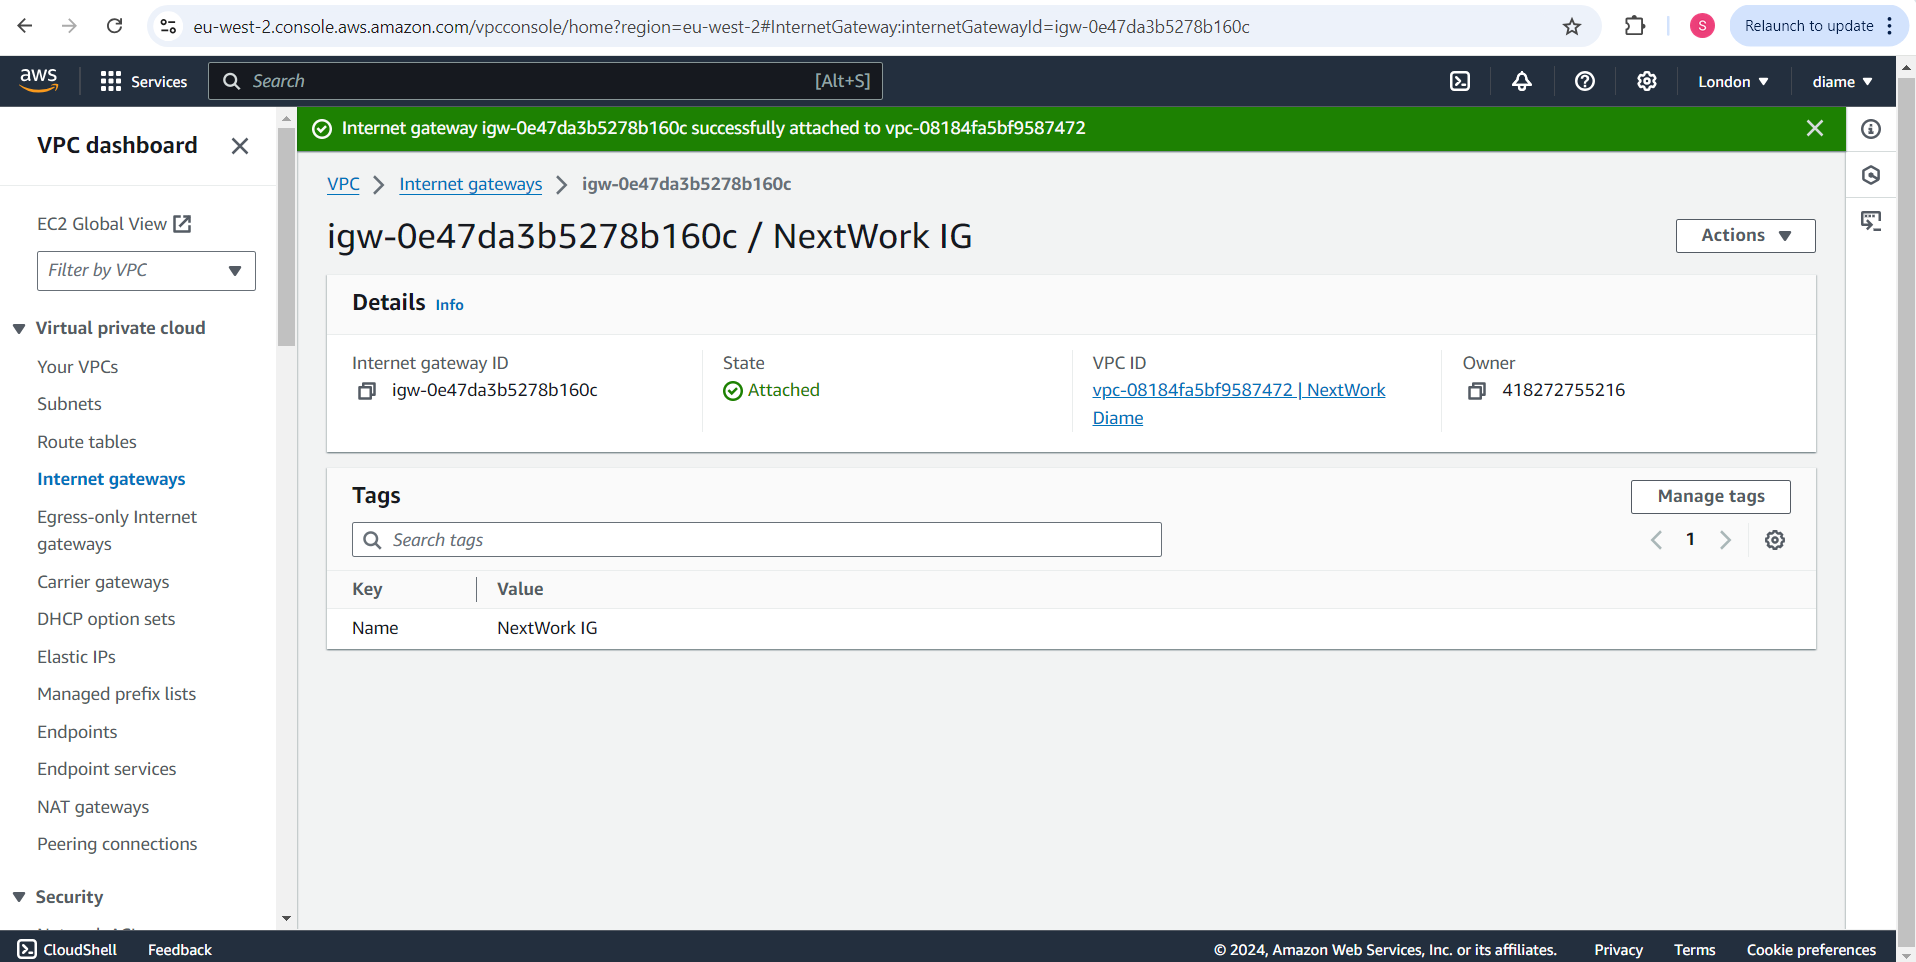 eu-west-2.console.aws.amazon.com/vpcconsole/home?region=eu-west-2#InternetGateway:internetGatewayId=igw-0e47da3b5278b160c
S
Relaunch to update
aws
Services
Search
[Alt+S]
London
diame
VPC dashboard
EC2 Global View
Filter by VPC
Virtual private cloud
Your VPCs
Subnets
Route tables
Internet gateways
Egress-only Internet
gateways
Carrier gateways
DHCP option sets
Elastic IPs
Managed prefix lists
Endpoints
Endpoint services
NAT gateways
Peering connections
Security
Internet gateway igw-0e47da3b5278b160c successfully attached to vpc-08184fa5bf9587472
VPC
Internet gateways
igw-0e47da3b5278b160c
igw-0e47da3b5278b160c / NextWork IG
Actions
Details Info
Internet gateway ID
igw-0e47da3b5278b160c
State
Attached
VPC ID
vpc-08184fa5bf9587472 | NextWork
Diame
Owner
418272755216
Tags
Manage tags
Search tags
1
Key
Value
Name
NextWork IG
CloudShell
Feedback
© 2024, Amazon Web Services, Inc. or its affiliates.
Privacy
Terms
Cookie preferences